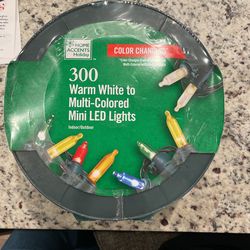 HOME
ACCENTS
Holiday
COLOR CHANGING
300
Warm White to
Multi-Colored
Mini LED Lights
Indoor/Outdoor